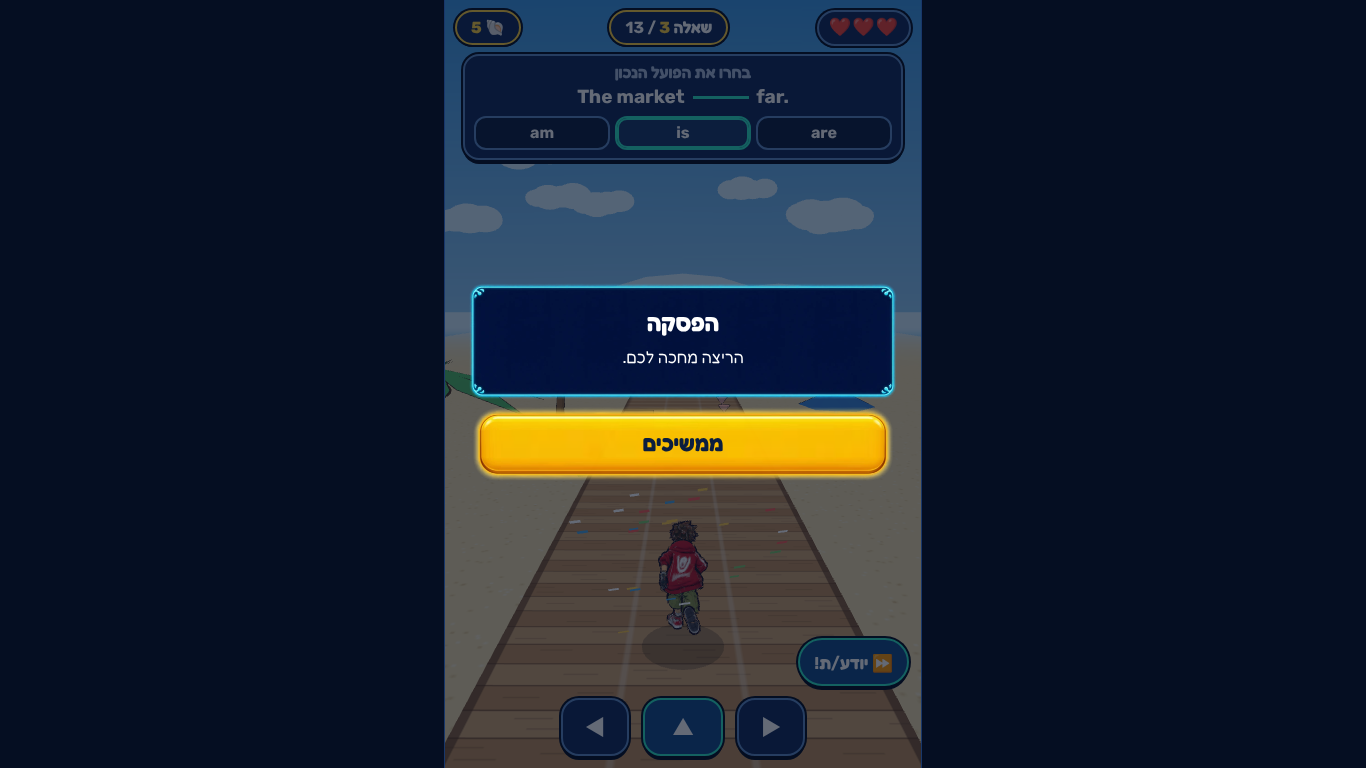 ❤️❤️❤️
שאלה 3 / 13
5
בחרו את הפועל הנכון
The market ____ far.
am is are
הפסקה
הריצה מחכה לכם.
ממשיכים
⏩ יודע/ת!
◀ ▲ ▶